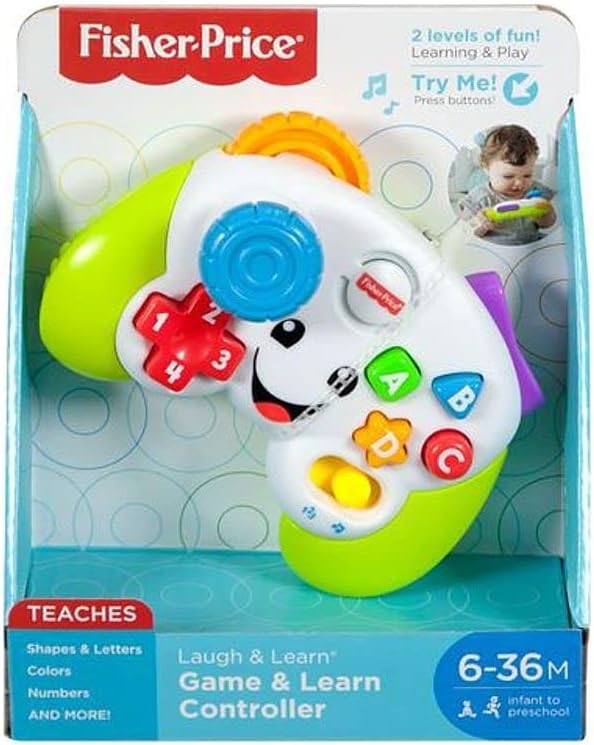 Fisher-Price®
2 levels of fun!
Learning & Play
Try Me!
Press buttons!
Fisher-Price
1
2
3
4
A
B
D
C
TEACHES
Shapes & Letters
Colors
Numbers
AND MORE!
Laugh & Learn®
Game & Learn
Controller
6-36M
infant to
preschool